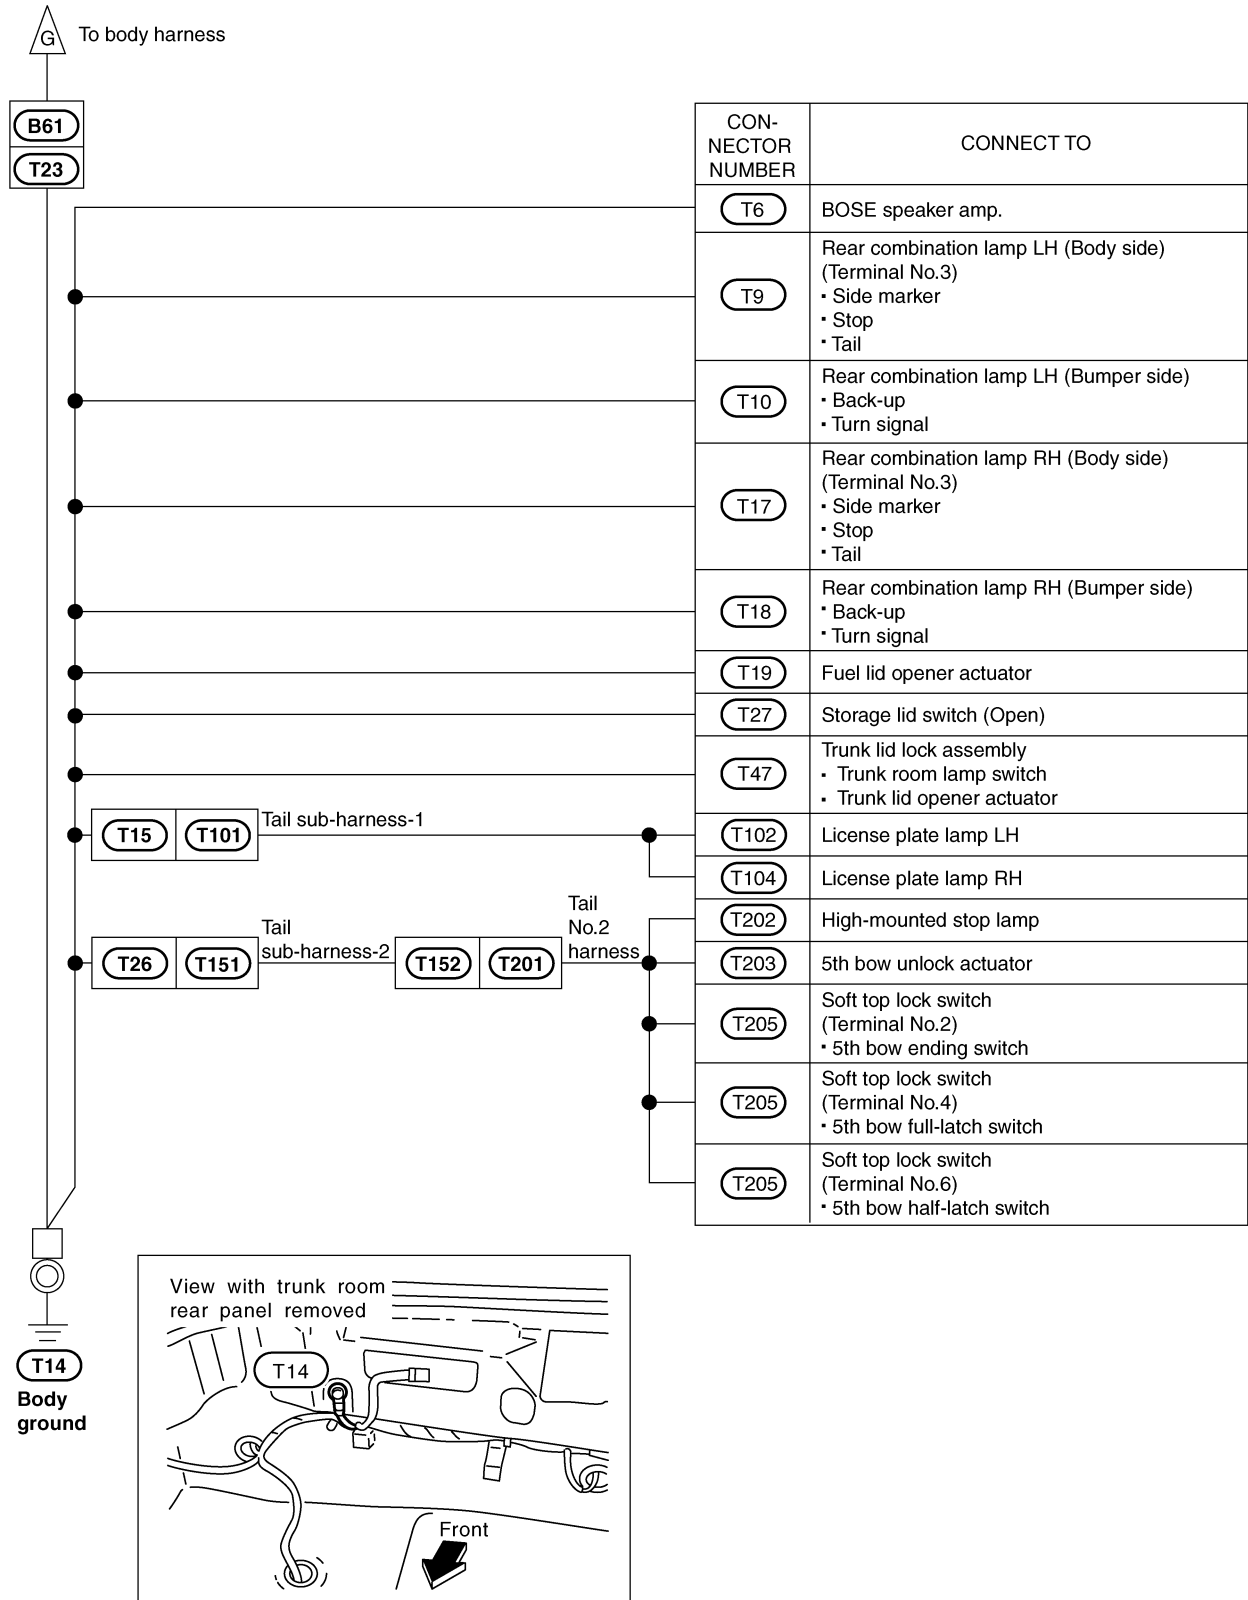 G
To body harness
B61
T23
CON-
NECTOR
NUMBER
CONNECT TO
T6
BOSE speaker amp.
T9
Rear combination lamp LH (Body side)
(Terminal No.3)
▪ Side marker
▪ Stop
▪ Tail
T10
Rear combination lamp LH (Bumper side)
▪ Back-up
▪ Turn signal
T17
Rear combination lamp RH (Body side)
(Terminal No.3)
▪ Side marker
▪ Stop
▪ Tail
T18
Rear combination lamp RH (Bumper side)
▪ Back-up
▪ Turn signal
T19
Fuel lid opener actuator
T27
Storage lid switch (Open)
T47
Trunk lid lock assembly
▪ Trunk room lamp switch
▪ Trunk lid opener actuator
T15
T101
Tail sub-harness-1
T102
License plate lamp LH
T104
License plate lamp RH
T26
T151
Tail
sub-harness-2
T152
T201
Tail
No.2
harness
T202
High-mounted stop lamp
T203
5th bow unlock actuator
T205
Soft top lock switch
(Terminal No.2)
▪ 5th bow ending switch
T205
Soft top lock switch
(Terminal No.4)
▪ 5th bow full-latch switch
T205
Soft top lock switch
(Terminal No.6)
▪ 5th bow half-latch switch
T14
Body
ground
View with trunk room
rear panel removed
T14
Front